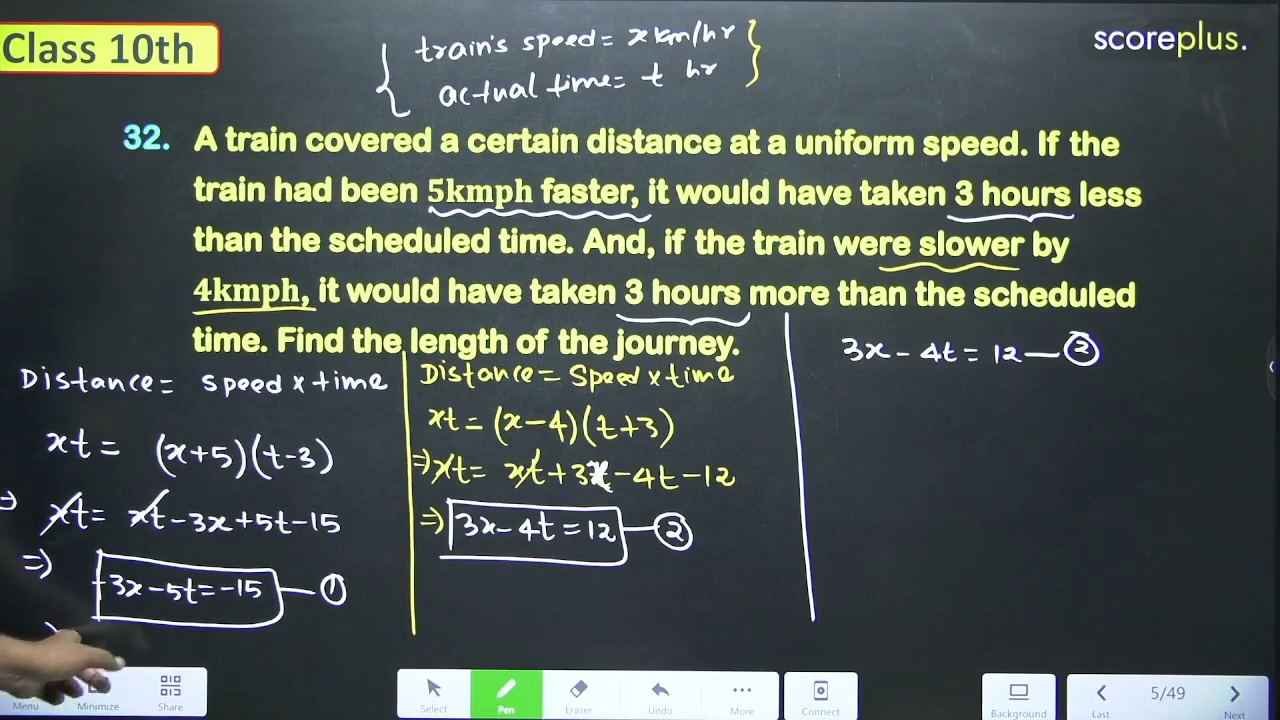 Class 10th
scoreplus.
train's speed = x km/hr
actual time = t hr
32. A train covered a certain distance at a uniform speed. If the
train had been 5kmph faster, it would have taken 3 hours less
than the scheduled time. And, if the train were slower by
4kmph, it would have taken 3 hours more than the scheduled
time. Find the length of the journey.
Distance = speed x time
xt = (x+5)(t-3)
⇒ xt = xt - 3x + 5t - 15
⇒ 3x - 5t = -15 — ①
Distance = Speed x time
xt = (x-4)(t+3)
⇒ xt = xt + 3x - 4t - 12
⇒ 3x - 4t = 12 — ②
3x - 4t = 12 — ②
Menu
Minimize
Share
Select
Pen
Eraser
Undo
More
Connect
Background
Last
5/49
Next